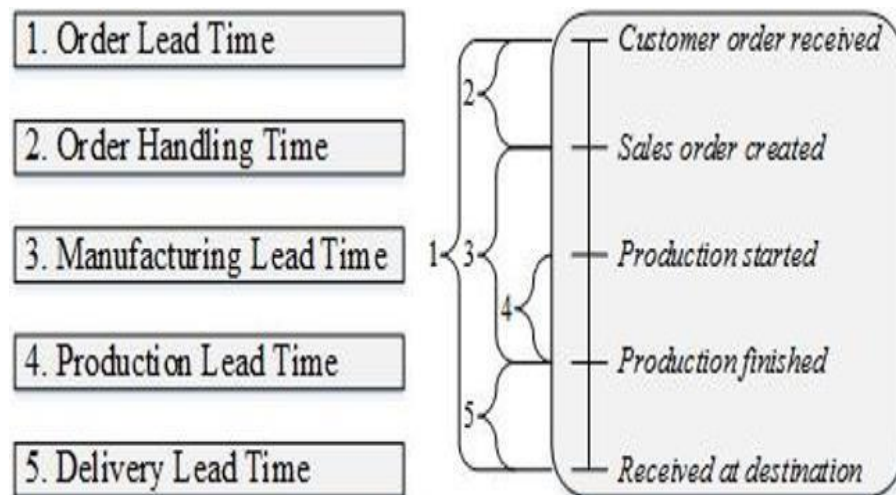 1. Order Lead Time
2. Order Handling Time
3. Manufacturing Lead Time
4. Production Lead Time
5. Delivery Lead Time
1
2
3
4
5
Customer order received
Sales order created
Production started
Production finished
Received at destination